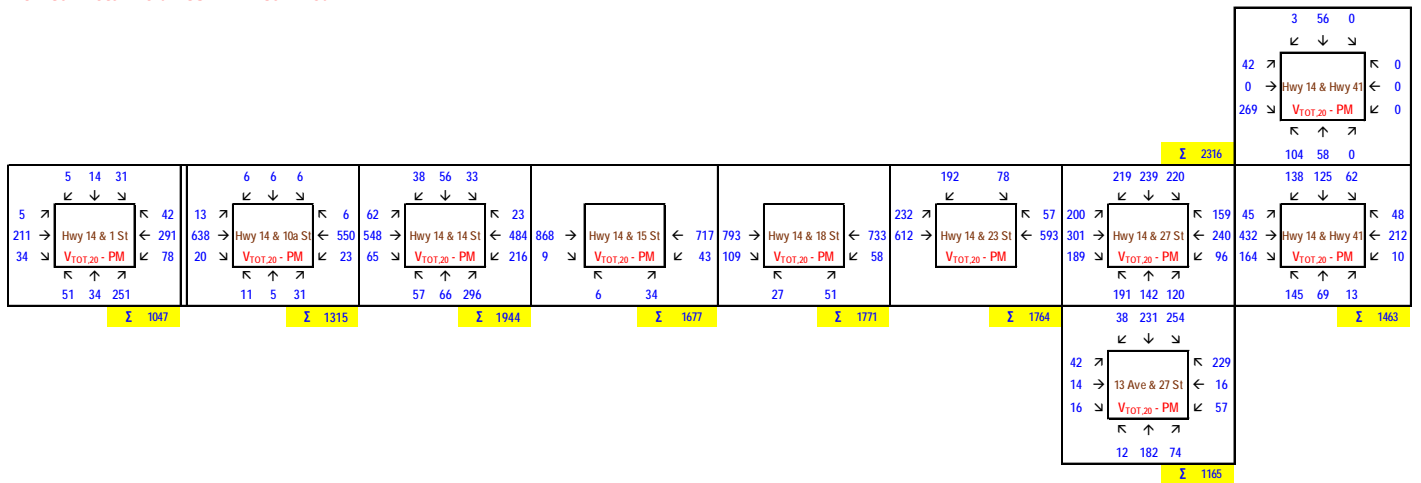 3 56 0
↙ ↓ ↘
42 ↗ ↖ 0
0 → Hwy 14 & Hwy 41 ← 0
269 ↘ VTOT,20 - PM ↙ 0
↖ ↑ ↗
Σ 2316 104 58 0
5 14 31 6 6 6 38 56 33 192 78 219 239 220 138 125 62
↙ ↓ ↘ ↙ ↓ ↘ ↙ ↓ ↘ ↙ ↘ ↙ ↓ ↘ ↙ ↓ ↘
5 ↗ ↖ 42 13 ↗ ↖ 6 62 ↗ ↖ 23 232 ↗ ↖ 57 200 ↗ ↖ 159 45 ↗ ↖ 48
211 → Hwy 14 & 1 St ← 291 638 → Hwy 14 & 10a St ← 550 548 → Hwy 14 & 14 St ← 484 868 → Hwy 14 & 15 St ← 717 793 → Hwy 14 & 18 St ← 733 612 → Hwy 14 & 23 St ← 593 301 → Hwy 14 & 27 St ← 240 432 → Hwy 14 & Hwy 41 ← 212
34 ↘ VTOT,20 - PM ↙ 78 20 ↘ VTOT,20 - PM ↙ 23 65 ↘ VTOT,20 - PM ↙ 216 9 ↘ VTOT,20 - PM ↙ 43 109 ↘ VTOT,20 - PM ↙ 58 VTOT,20 - PM 189 ↘ VTOT,20 - PM ↙ 96 164 ↘ VTOT,20 - PM ↙ 10
↖ ↑ ↗ ↖ ↑ ↗ ↖ ↑ ↗ ↖ ↗ ↖ ↗ ↖ ↑ ↗ ↖ ↑ ↗
51 34 251 11 5 31 57 66 296 6 34 27 51 191 142 120 145 69 13
Σ 1047 Σ 1315 Σ 1944 Σ 1677 Σ 1771 Σ 1764 38 231 254 Σ 1463
↙ ↓ ↘
42 ↗ ↖ 229
14 → 13 Ave & 27 St ← 16
16 ↘ VTOT,20 - PM ↙ 57
↖ ↑ ↗
12 182 74
Σ 1165